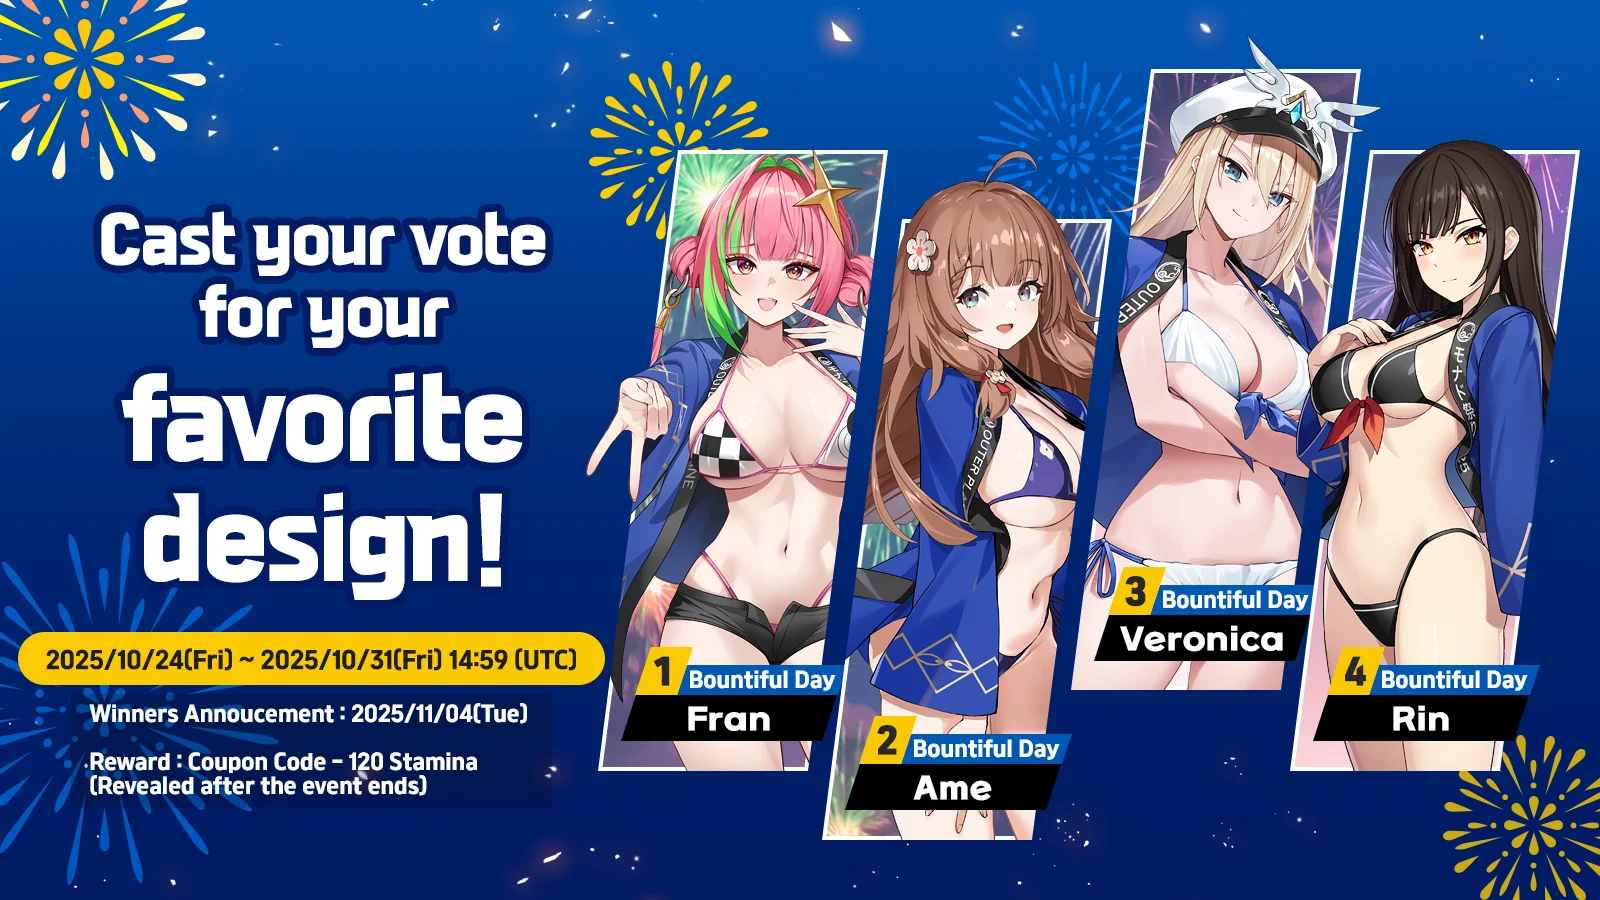 Cast your vote
for your
favorite
design!
2025/10/24(Fri) ~ 2025/10/31(Fri) 14:59 (UTC)
Winners Annoucement : 2025/11/04(Tue)
Reward : Coupon Code - 120 Stamina
(Revealed after the event ends)
1 Bountiful Day
Fran
2 Bountiful Day
Ame
3 Bountiful Day
Veronica
4 Bountiful Day
Rin
OUTER
OUTERPL